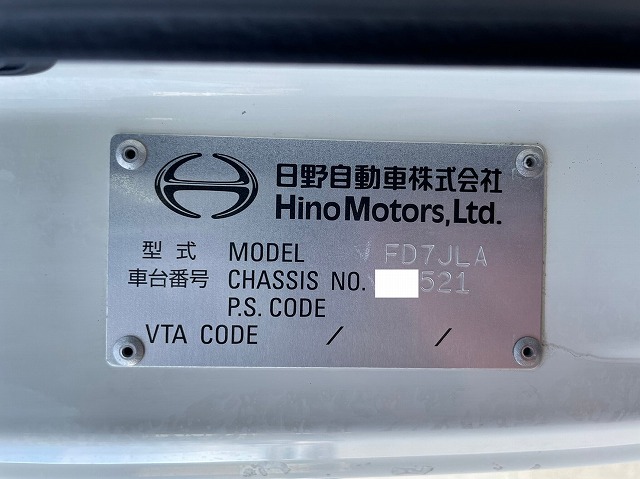 日野自動車株式会社
Hino Motors, Ltd.
型式 MODEL FD7JLA
車台番号 CHASSIS NO. 521
P.S. CODE
VTA CODE / /